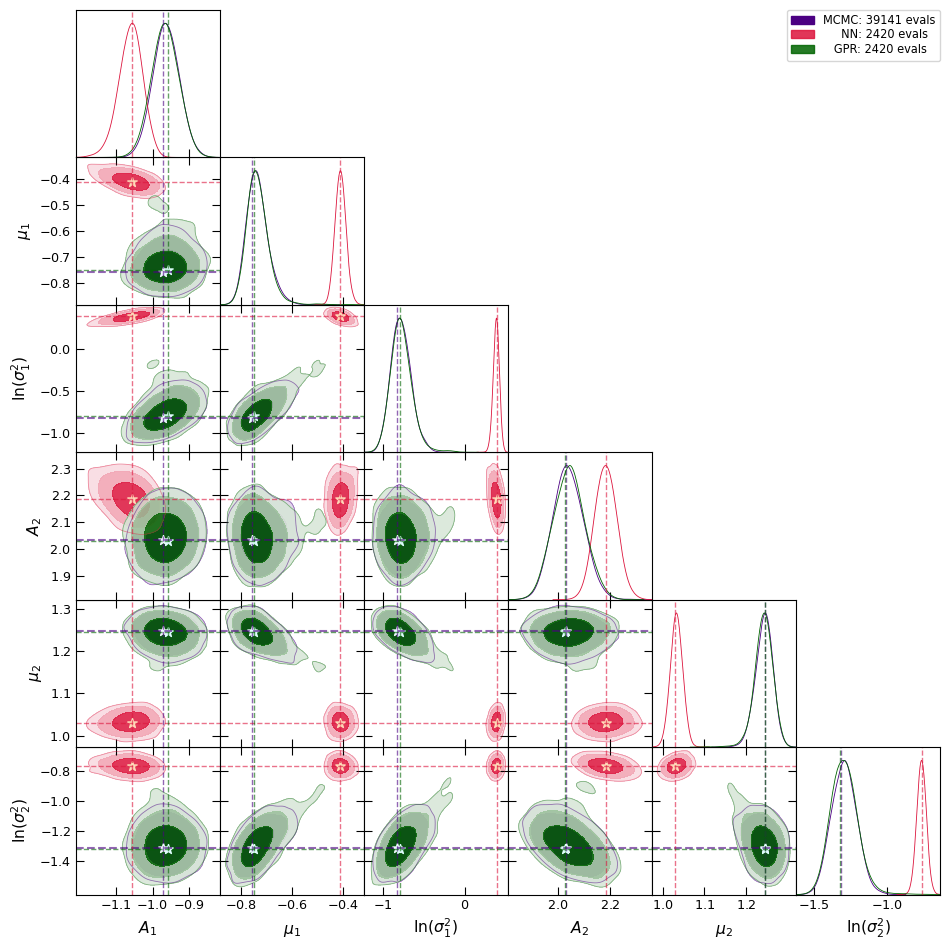 MCMC: 39141 evals
NN: 2420 evals
GPR: 2420 evals
−0.4
−0.5
−0.6
−0.7
−0.8
μ₁
0.0
−0.5
−1.0
ln(σ₁²)
2.3
2.2
2.1
2.0
1.9
A₂
1.3
1.2
1.1
1.0
μ₂
−0.8
−1.0
−1.2
−1.4
ln(σ₂²)
−1.1 −1.0 −0.9
−0.8 −0.6 −0.4
−1 0
2.0 2.2
1.0 1.1 1.2
−1.5 −1.0
A₁ μ₁ ln(σ₁²) A₂ μ₂ ln(σ₂²)